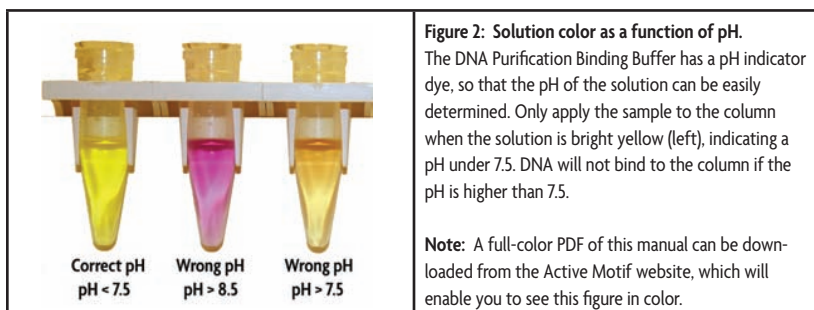 Correct pH
pH < 7.5
Wrong pH
pH > 8.5
Wrong pH
pH > 7.5
Figure 2: Solution color as a function of pH.
The DNA Purification Binding Buffer has a pH indicator
dye, so that the pH of the solution can be easily
determined. Only apply the sample to the column
when the solution is bright yellow (left), indicating a
pH under 7.5. DNA will not bind to the column if the
pH is higher than 7.5.
Note: A full-color PDF of this manual can be down-
loaded from the Active Motif website, which will
enable you to see this figure in color.